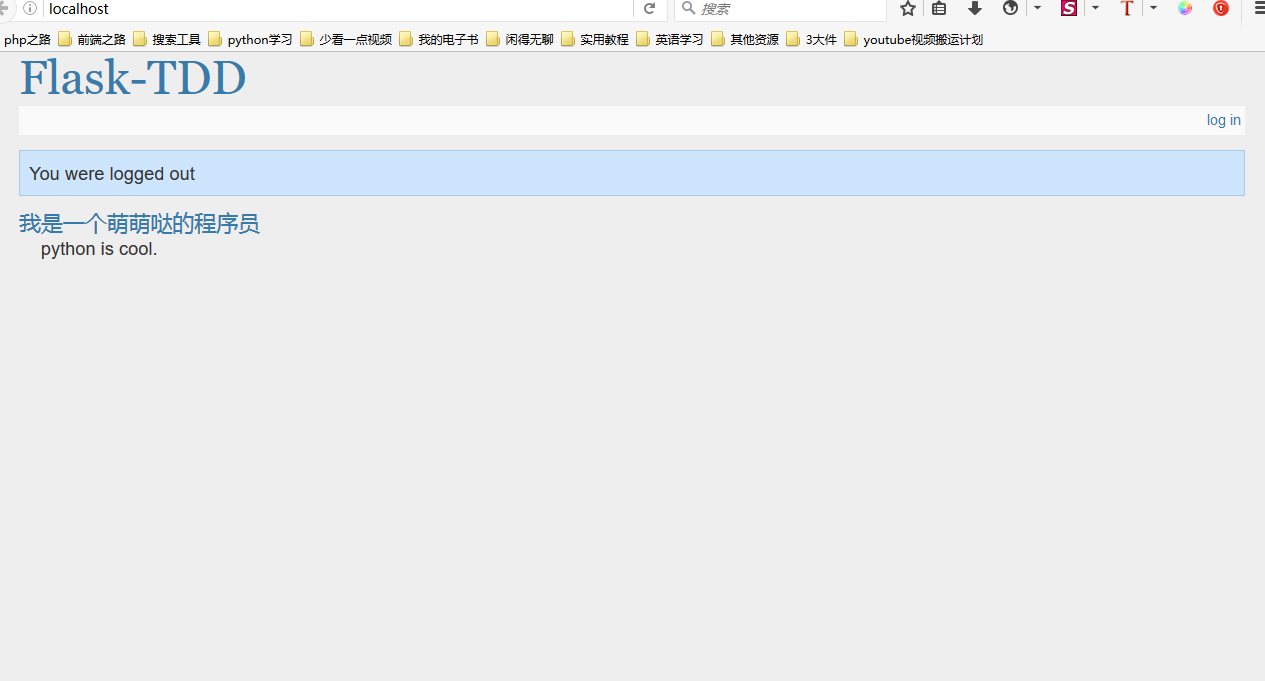 localhost
搜索
php之路 前端之路 搜索工具 python学习 少看一点视频 我的电子书 闲得无聊 实用教程 英语学习 其他资源 3大件 youtube视频搬运计划
Flask-TDD
log in
You were logged out
我是一个萌萌哒的程序员
python is cool.